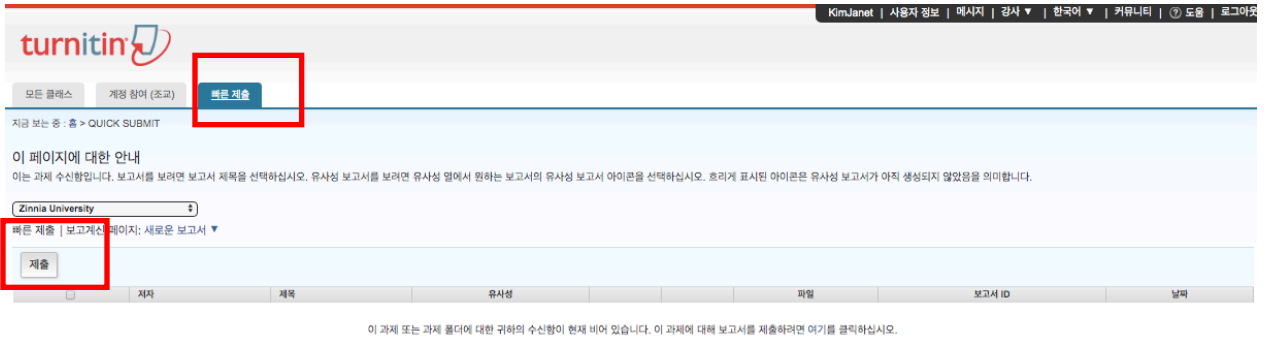 KimJanet | 사용자 정보 | 메시지 | 강사 ▼ | 한국어 ▼ | 커뮤니티 | ? 도움 | 로그아웃
turnitin
모든 클래스 계정 참여 (조교) 빠른 제출
지금 보는 중 : 홈 > QUICK SUBMIT
이 페이지에 대한 안내
이는 과제 수신함입니다. 보고서를 보려면 보고서 제목을 선택하십시오. 유사성 보고서를 보려면 유사성 열에서 원하는 보고서의 유사성 보고서 아이콘을 선택하십시오. 흐리게 표시된 아이콘은 유사성 보고서가 아직 생성되지 않았음을 의미합니다.
Zinnia University
빠른 제출 | 보고계신 페이지: 새로운 보고서 ▼
제출
저자 제목 유사성 파일 보고서 ID 날짜
이 과제 또는 과제 폴더에 대한 귀하의 수신함이 현재 비어 있습니다. 이 과제에 대해 보고서를 제출하려면 여기를 클릭하십시오.